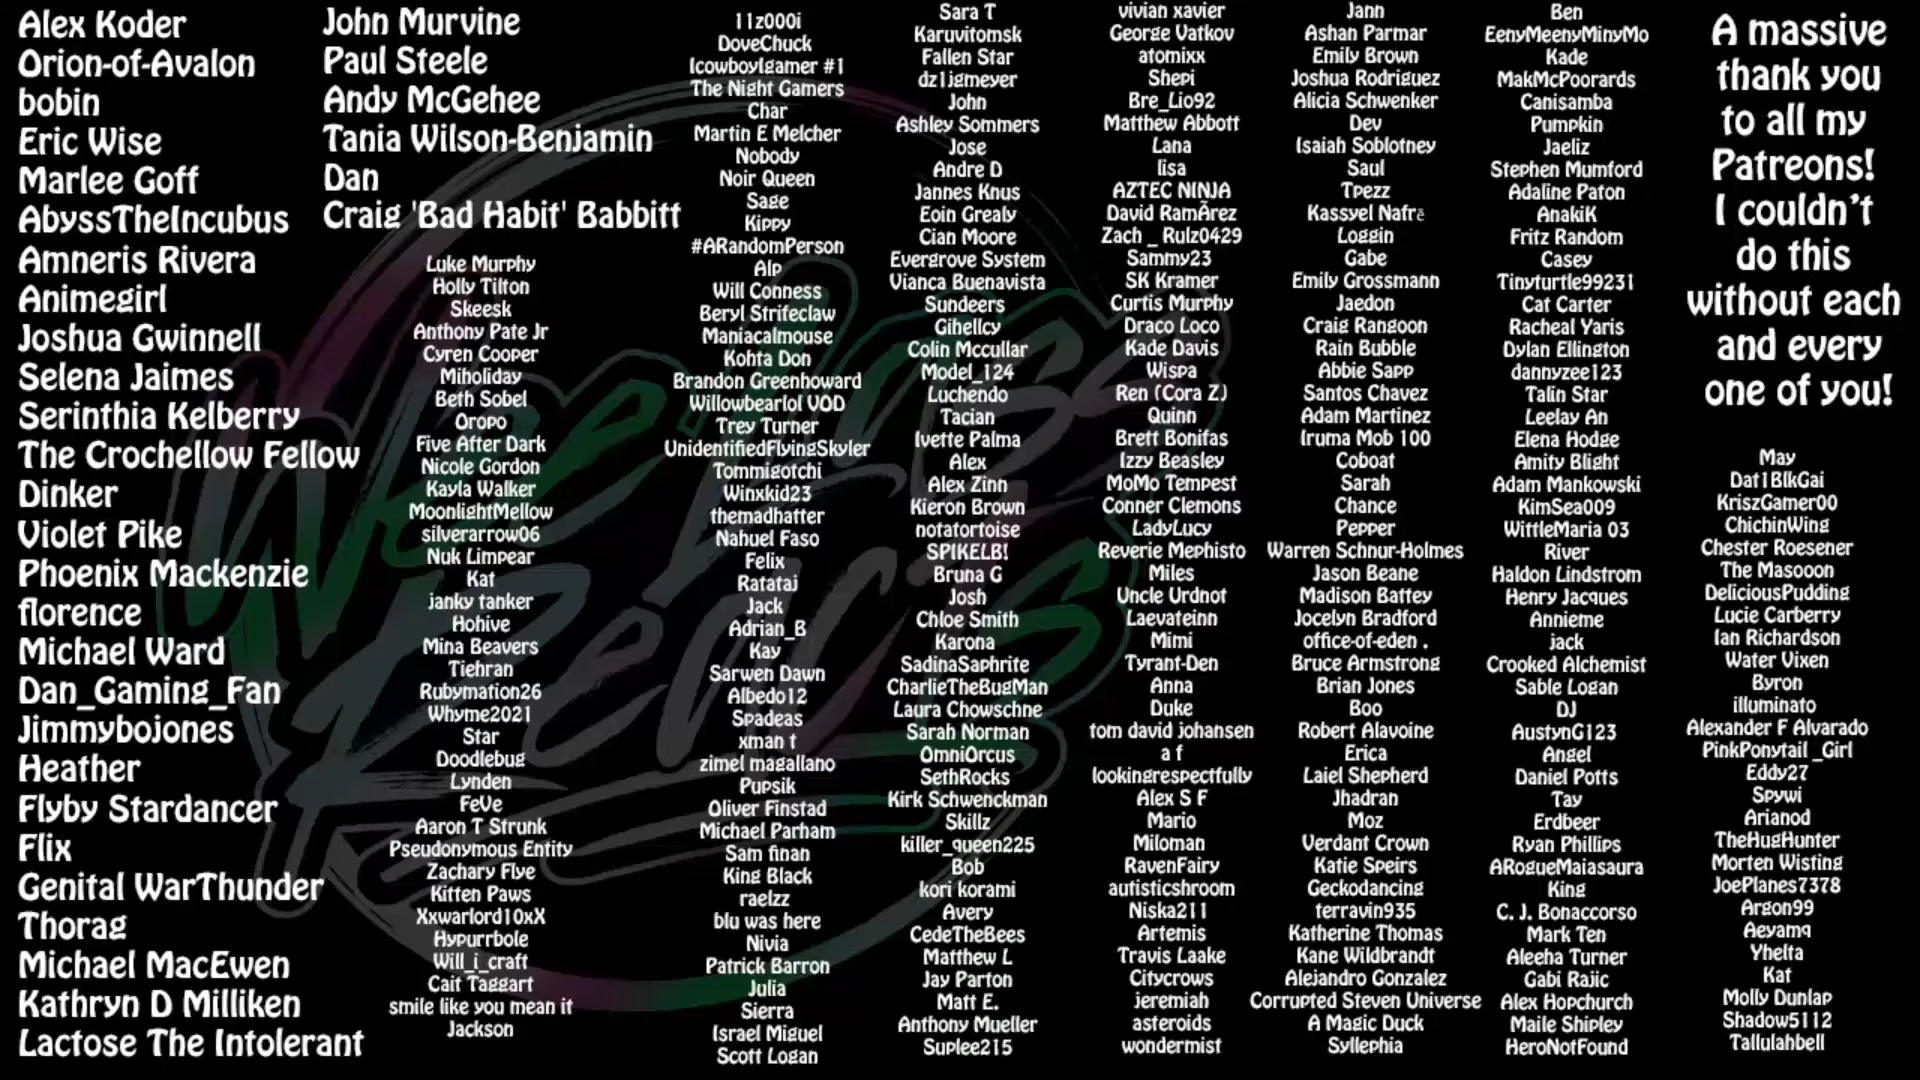 Alex Koder
Orion-of-Avalon
bobin
Eric Wise
Marlee Goff
AbyssTheIncubus
Amneris Rivera
Animegirl
Joshua Gwinnell
Selena Jaimes
Serinthia Kelberry
The Crochellow Fellow
Dinker
Violet Pike
Phoenix Mackenzie
florence
Michael Ward
Dan_Gaming_Fan
Jimmybojones
Heather
Flyby Stardancer
Flix
Genital WarThunder
Thorag
Michael MacEwen
Kathryn D Milliken
Lactose The Intolerant
John Murvine
Paul Steele
Andy McGehee
Tania Wilson-Benjamin
Dan
Craig 'Bad Habit' Babbitt
Luke Murphy
Holly Tilton
Skeesk
Anthony Pate Jr
Cyren Cooper
Miholiday
Beth Sobel
Oropo
Five After Dark
Nicole Gordon
Kayla Walker
MoonlightMellow
silverarrow06
Nuk Limpear
Kat
janky tanker
Hohive
Mina Beavers
Tiehran
Rubymation26
Whyme2021
Star
Doodlebug
Lynden
FeVe
Aaron T Strunk
Pseudonymous Entity
Zachary Flye
Kitten Paws
Xxwarlord10xX
Hypurrbole
Will_i_craft
Cait Taggart
smile like you mean it
Jackson
11z000i
DoveChuck
Icowboylgamer #1
The Night Gamers
Char
Martin E Melcher
Nobody
Noir Queen
Sage
Kippy
#ARandomPerson
Alp
Will Conness
Beryl Strifeclaw
Maniacalmouse
Kohta Don
Brandon Greenhoward
Willowbearlol VOD
Trey Turner
UnidentifiedFlyingSkyler
Tommigotchi
Winxkid23
themadhatter
Nahuel Faso
Felix
Ratataj
Jack
Adrian_B
Kay
Sarwen Dawn
Albedo12
Spadeas
xman t
zimel magallano
Pupsik
Oliver Finstad
Michael Parham
Sam finan
King Black
raelzz
blu was here
Nivia
Patrick Barron
Julia
Sierra
Israel Miguel
Scott Logan
Sara T
Karuvitomsk
Fallen Star
dz1jgmeyer
John
Ashley Sommers
Jose
Andre D
Jannes Knus
Eoin Grealy
Cian Moore
Evergrove System
Vianca Buenavista
Sundeers
Gihellcy
Colin Mccullar
Model_124
Luchendo
Tacian
Ivette Palma
Alex
Alex Zinn
Kieron Brown
notatortoise
SPIKELB!
Bruna G
Josh
Chloe Smith
Karona
SadinaSaphrite
CharlieTheBugMan
Laura Chowschne
Sarah Norman
OmniOrcus
SethRocks
Kirk Schwenckman
Skillz
killer_queen225
Bob
kori korami
Avery
CedeTheBees
Matthew L
Jay Parton
Matt E.
Anthony Mueller
Suplee215
vivian xavier
George Vatkov
atomixx
Shepi
Bre_Lio92
Matthew Abbott
Lana
lisa
AZTEC NINJA
David RamÃrez
Zach _ Rulz0429
Sammy23
SK Kramer
Curtis Murphy
Draco Loco
Kade Davis
Wispa
Ren (Cora Z)
Quinn
Brett Bonifas
Izzy Beasley
MoMo Tempest
Conner Clemons
LadyLucy
Reverie Mephisto
Miles
Uncle Urdnot
Laevateinn
Mimi
Tyrant-Den
Anna
Duke
tom david johansen
a f
lookingrespectfully
Alex S F
Mario
Miloman
RavenFairy
autisticshroom
Niska211
Artemis
Travis Laake
Citycrows
jeremiah
asteroids
wondermist
Jann
Ashan Parmar
Emily Brown
Joshua Rodriguez
Alicia Schwenker
Dev
Isaiah Soblotney
Saul
Tpezz
Kassyel
Loggin
Gabe
Emily Grossmann
Jaedon
Craig Rangoon
Rain Bubble
Abbie Sapp
Santos Chavez
Adam Martinez
Iruma Mob 100
Coboat
Sarah
Chance
Pepper
Warren Schnur-Holmes
Jason Beane
Madison Battey
Jocelyn Bradford
office-of-eden .
Bruce Armstrong
Brian Jones
Boo
Robert Alavoine
Erica
Laiel Shepherd
Jhadran
Moz
Verdant Crown
Katie Speirs
Geckodancing
terravin935
Katherine Thomas
Kane Wildbrandt
Alejandro Gonzalez
Corrupted Steven Universe
A Magic Duck
Syllephia
Ben
EenyMeenyMinyMo
Kade
MakMcPoorards
Canisamba
Pumpkin
Jaeliz
Stephen Mumford
Adaline Paton
AnakiK
Fritz Random
Casey
Tinyturtle99231
Cat Carter
Racheal Yaris
Dylan Ellington
dannyzee123
Talin Star
Leelay An
Elena Hodge
Amity Blight
Adam Mankowski
KimSea009
WittleMaria 03
River
Haldon Lindstrom
Henry Jacques
Annieme
jack
Crooked Alchemist
Sable Logan
DJ
AustynG123
Angel
Daniel Potts
Tay
Erdbeer
Ryan Phillips
ARogueMaiasaura
King
C. J. Bonaccorso
Mark Ten
Aleeha Turner
Gabi Rajic
Alex Hopchurch
Maile Shipley
HeroNotFound
A massive
thank you
to all my
Patreons!
I couldn't
do this
without each
and every
one of you!
May
Dat1BlkGai
KriszGamer00
ChichinWing
Chester Roesener
The Masooon
DeliciousPudding
Lucie Carberry
Ian Richardson
Water Vixen
Byron
illuminato
Alexander F Alvarado
PinkPonytail_Girl
Eddy27
Spywi
Arianod
TheHugHunter
Morten Wisting
JoePlanes7378
Argon99
Aeyamq
Yhelta
Kat
Molly Dunlap
Shadow5112
Tallulahbell